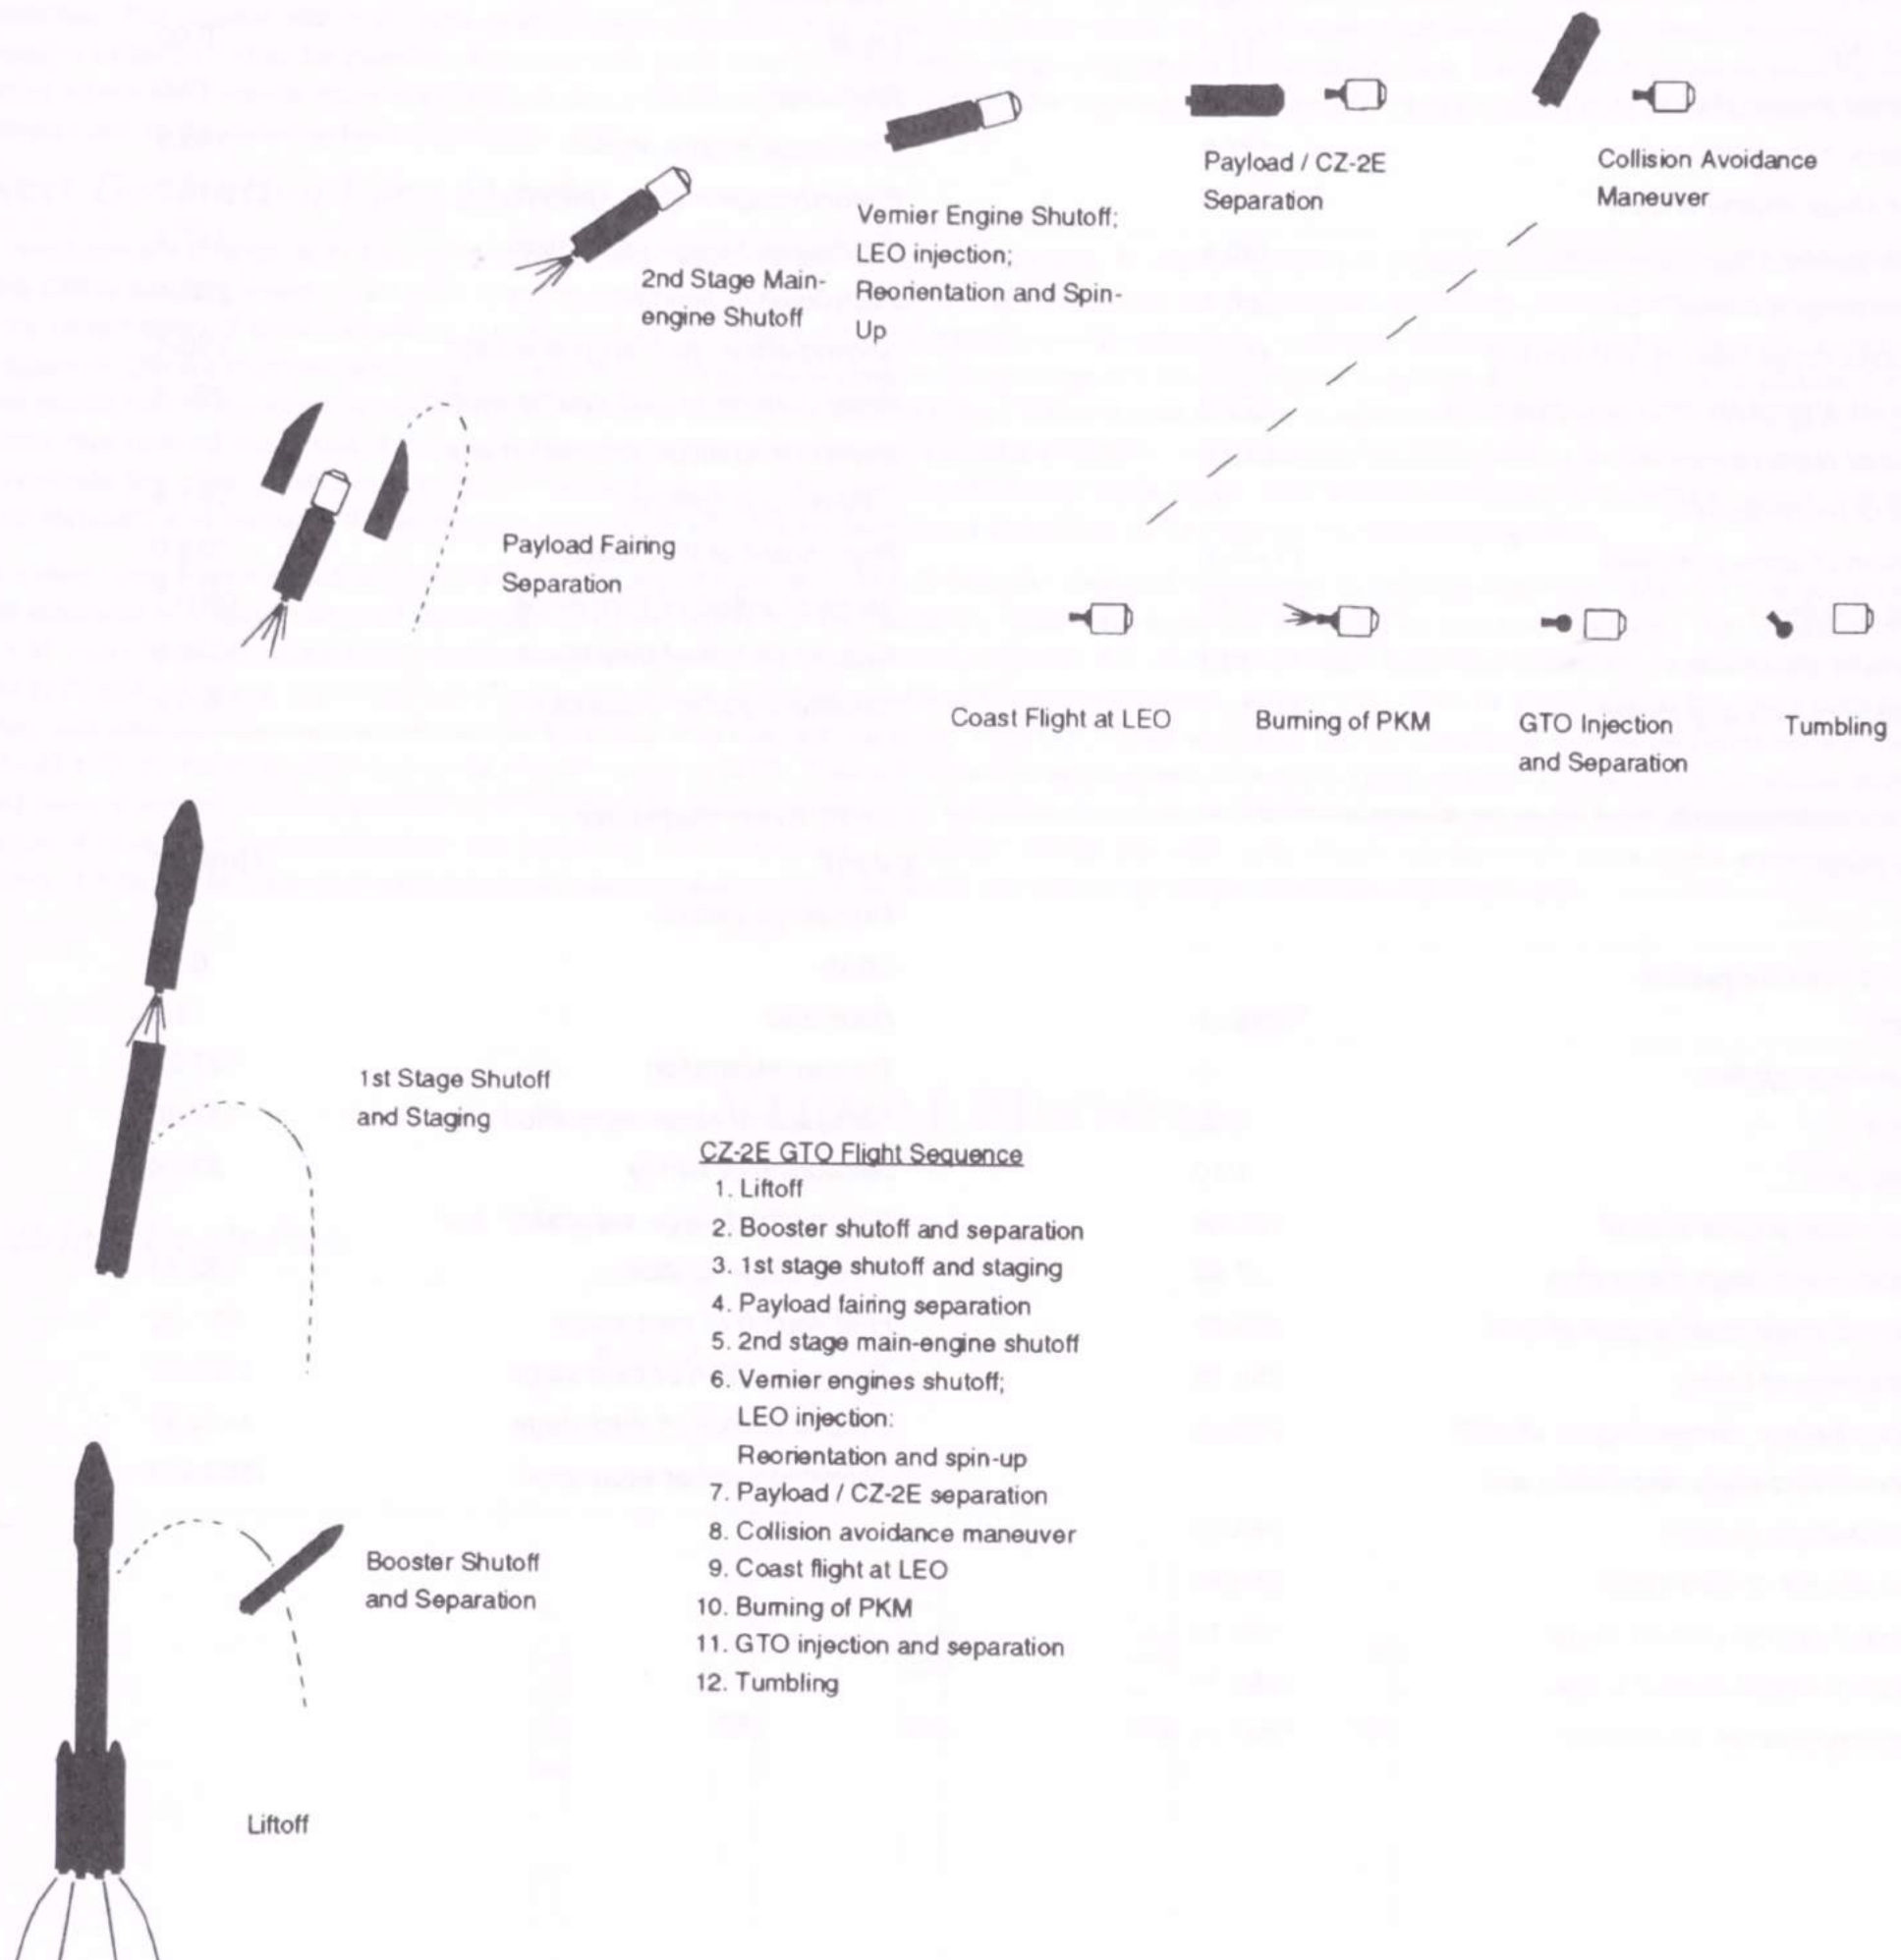 Payload / CZ-2E
Separation
Collision Avoidance
Maneuver
Vernier Engine Shutoff;
LEO injection;
Reorientation and Spin-
Up
2nd Stage Main-
engine Shutoff
Payload Fairing
Separation
Coast Flight at LEO
Burning of PKM
GTO Injection
and Separation
Tumbling
1st Stage Shutoff
and Staging
CZ-2E GTO Flight Sequence
1. Liftoff
2. Booster shutoff and separation
3. 1st stage shutoff and staging
4. Payload fairing separation
5. 2nd stage main-engine shutoff
6. Vernier engines shutoff;
LEO injection:
Reorientation and spin-up
7. Payload / CZ-2E separation
8. Collision avoidance maneuver
9. Coast flight at LEO
10. Burning of PKM
11. GTO injection and separation
12. Tumbling
Booster Shutoff
and Separation
Liftoff